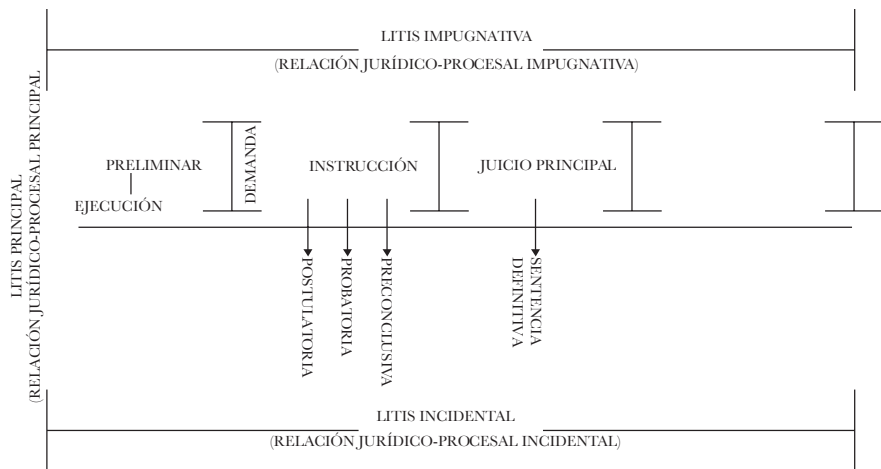 LITIS IMPUGNATIVA
(RELACIÓN JURÍDICO-PROCESAL IMPUGNATIVA)
LITIS PRINCIPAL
(RELACIÓN JURÍDICO-PROCESAL PRINCIPAL)
PRELIMINAR
EJECUCIÓN
DEMANDA
INSTRUCCIÓN
JUICIO PRINCIPAL
POSTULATORIA
PROBATORIA
PRECONCLUSIVA
SENTENCIA
DEFINITIVA
LITIS INCIDENTAL
(RELACIÓN JURÍDICO-PROCESAL INCIDENTAL)